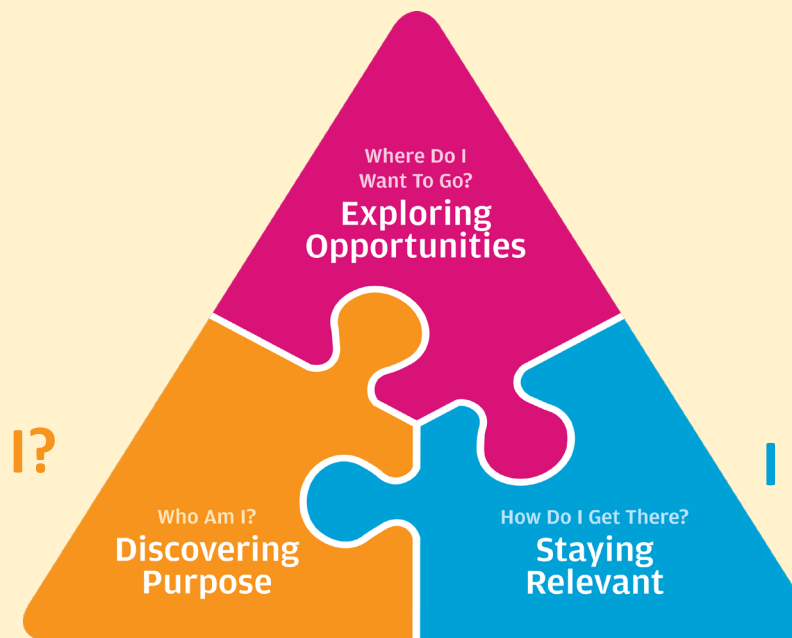 Where Do I
Want To Go?
Exploring
Opportunities
I?
I
Who Am I?
Discovering
Purpose
How Do I Get There?
Staying
Relevant